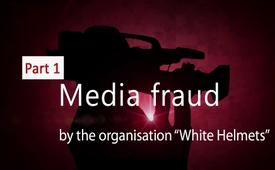 Part 1
Media fraud
by the organisation “White Helmets”